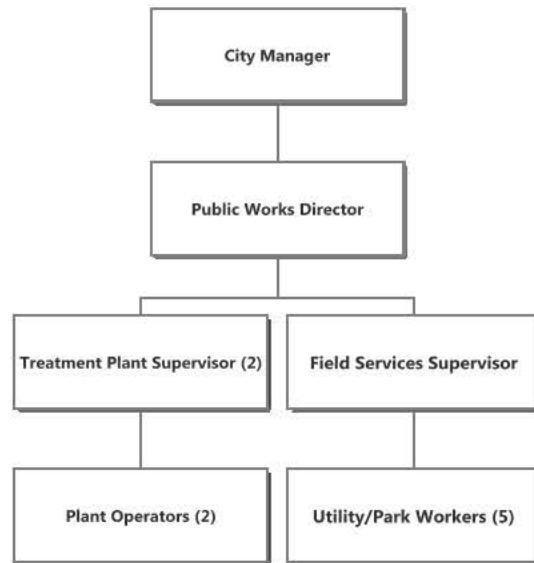 City Manager
Public Works Director
Treatment Plant Supervisor (2)
Field Services Supervisor
Plant Operators (2)
Utility/Park Workers (5)